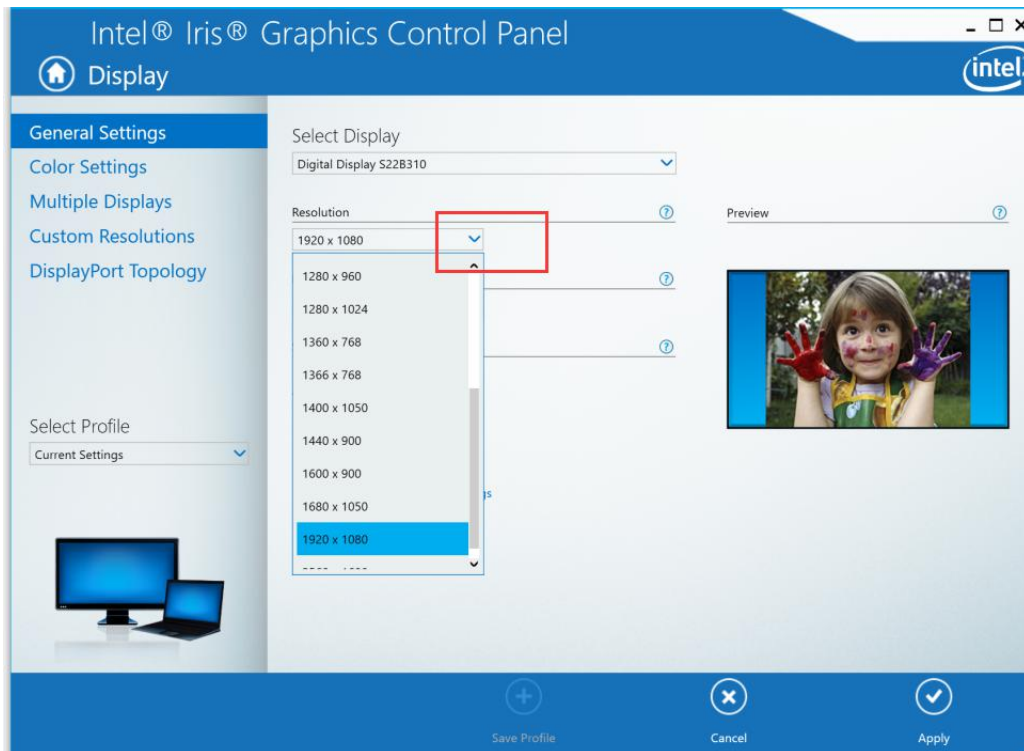 Intel® Iris® Graphics Control Panel
Display
intel
General Settings
Color Settings
Multiple Displays
Custom Resolutions
DisplayPort Topology
Select Profile
Current Settings
Select Display
Digital Display S22B310
Resolution
1920 x 1080
1280 x 960
1280 x 1024
1360 x 768
1366 x 768
1400 x 1050
1440 x 900
1600 x 900
1680 x 1050
1920 x 1080
Preview
Save Profile
Cancel
Apply